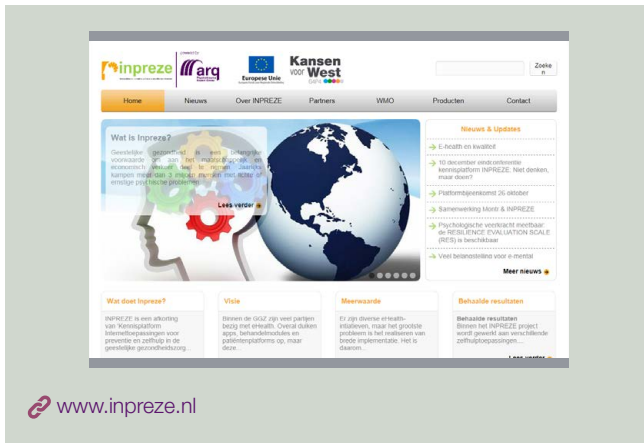 powered by
inpreze
arq
Europese Unie
Kansen
voor West
Zoeke
n
Home Nieuws Over INPREZE Partners WMO Producten Contact
Wat is Inpreze?
Geestelijke gezondheid is een belangrijke
voorwaarde om aan het maatschappelijk en
economisch verkeer deel te nemen. Jaarlijks
kampen meer dan 3 miljoen mensen met lichte of
ernstige psychische problemen.
Lees verder
Nieuws & Updates
E-health en kwaliteit
10 december eindconferentie
kennisplatform INPREZE: Niet denken,
maar doen?
Platformbijeenkomst 26 oktober
Samenwerking Mentr & INPREZE
Psychologische veerkracht meetbaar:
de RESILIENCE EVALUATION SCALE
(RES) is beschikbaar
Veel belangstelling voor e-mental
Meer nieuws
Wat doet Inpreze?
INPREZE is een afkorting
van 'Kennisplatform
Internettoepassingen voor
preventie en zelfhulp in de
geestelijke gezondheidszorg...
Visie
Binnen de GGZ zijn veel partijen
bezig met eHealth. Overal duiken
apps, behandelmodules en
patiëntenplatforms op, maar
deze...
Meerwaarde
Er zijn diverse eHealth-
intiatieven, maar het grootste
probleem is het realiseren van
brede implementatie. Het is
daarom...
Behaalde resultaten
Behaalde resultaten
Binnen het INPREZE project
wordt gewerkt aan verschillende
zelfhulptoepassingen....
Lees verder
www.inpreze.nl